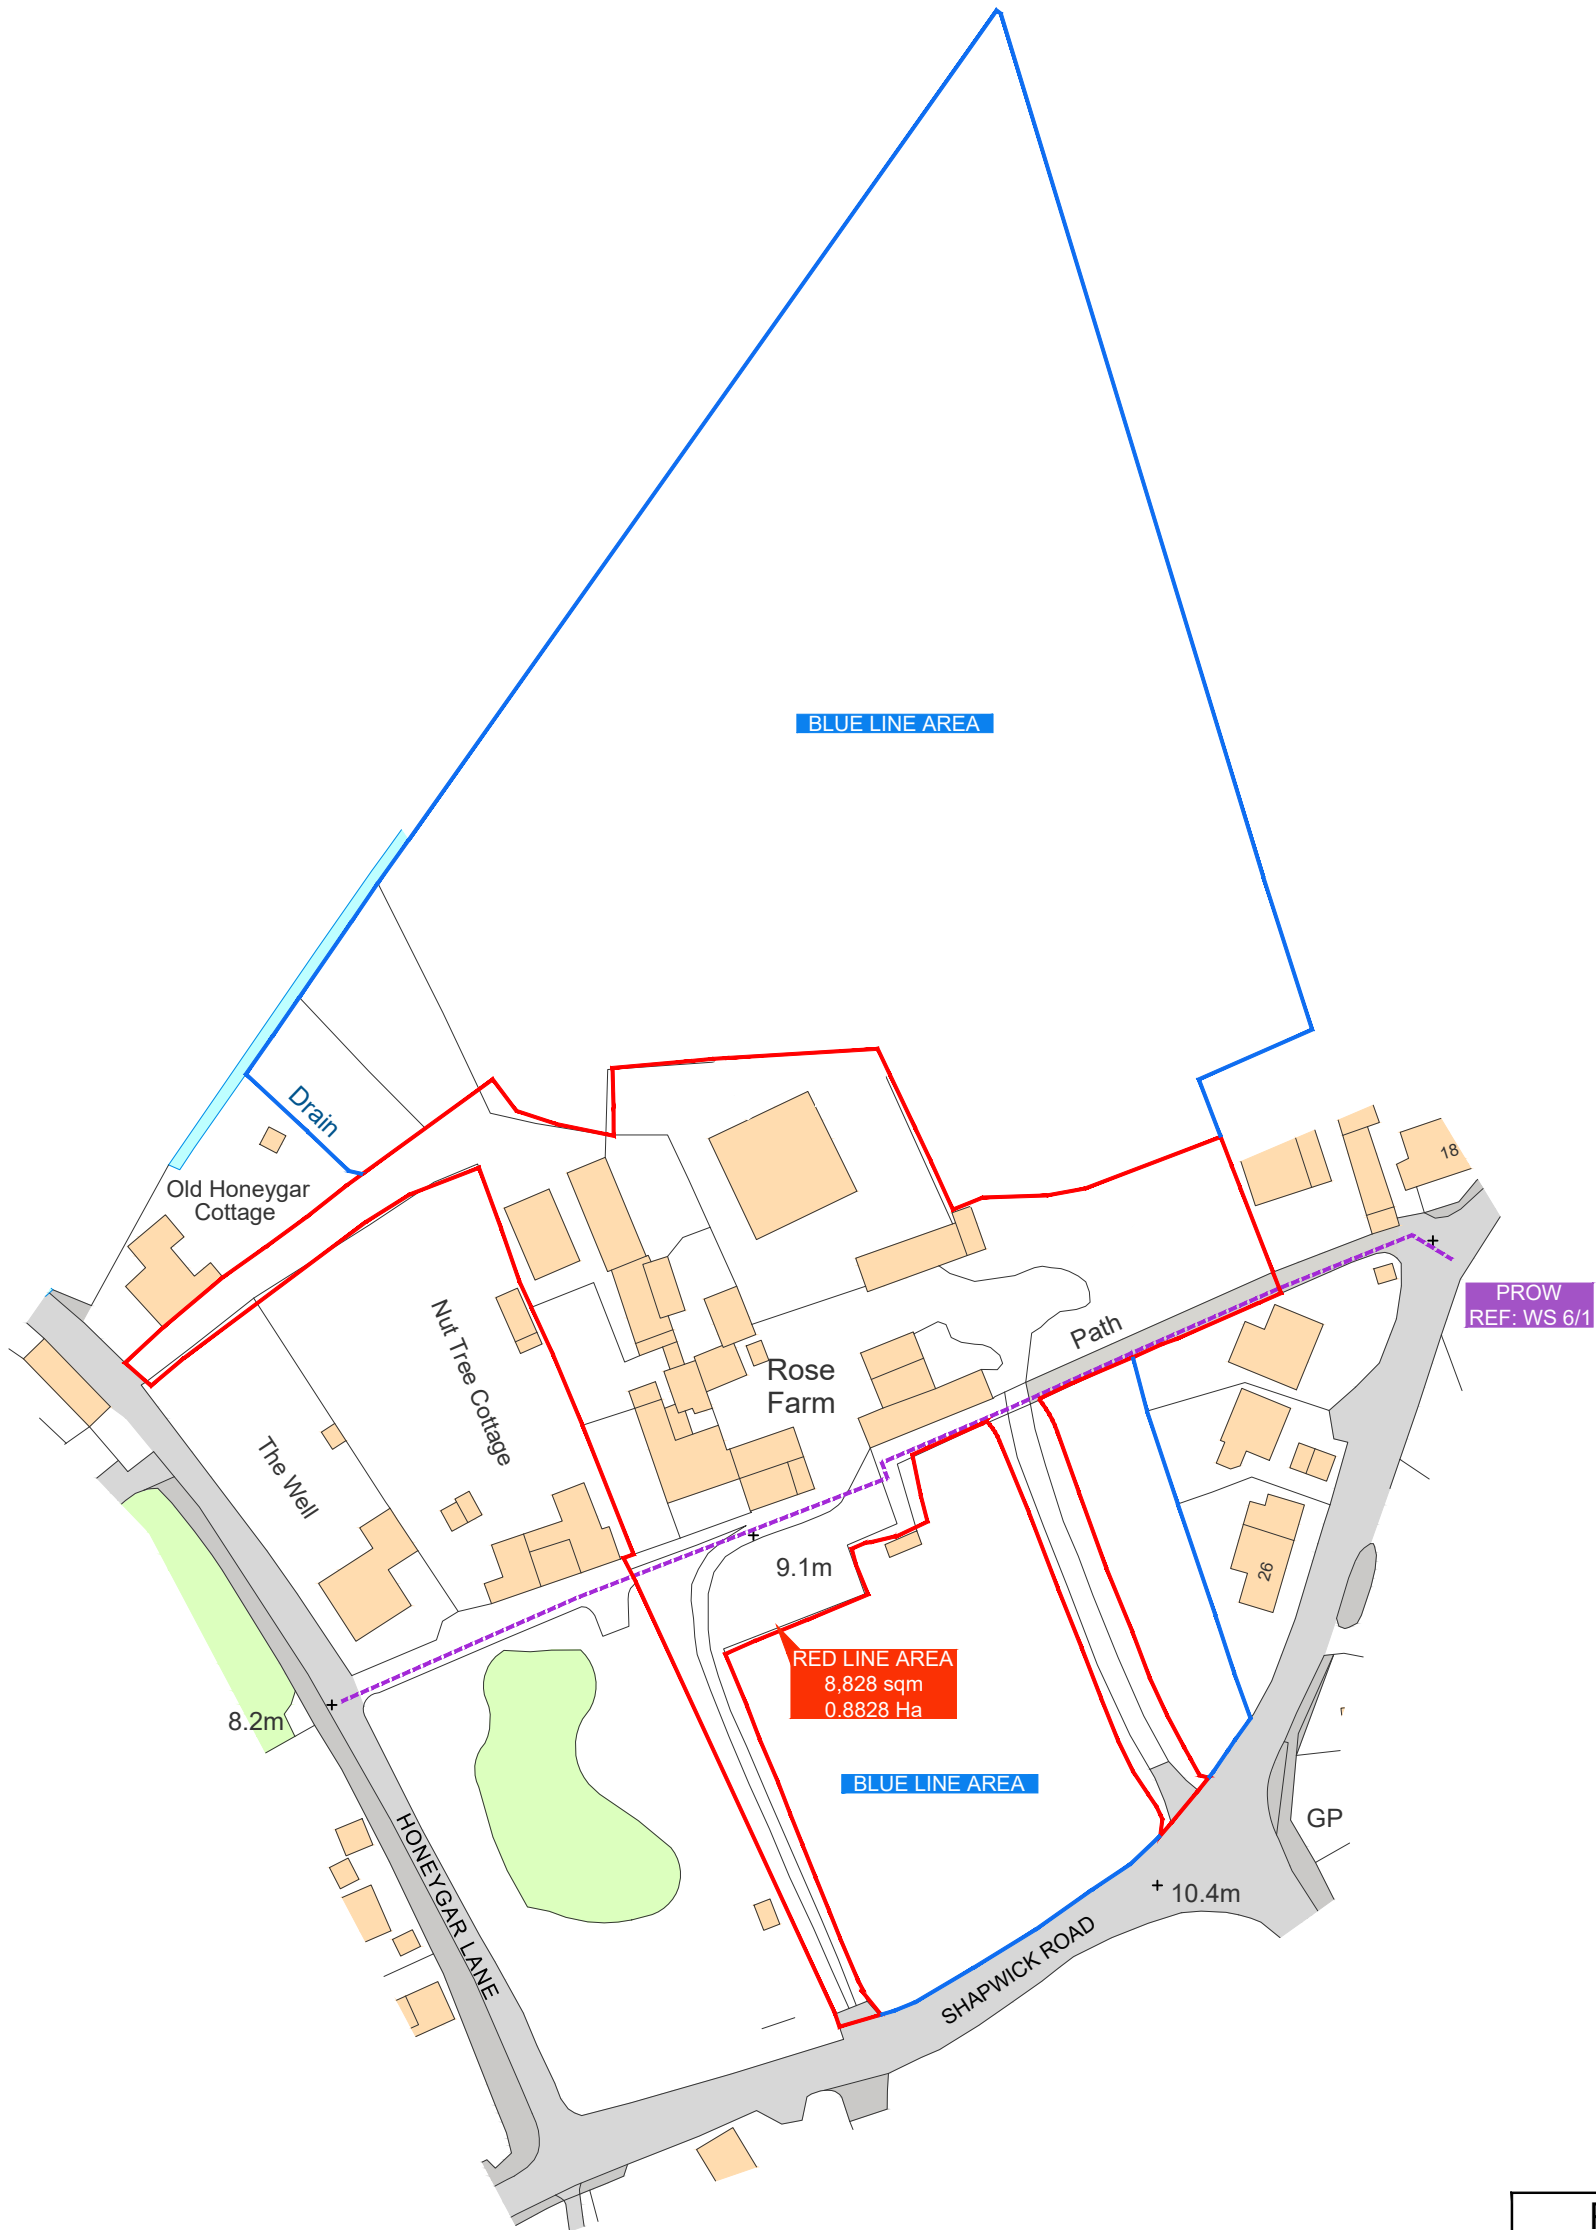 BLUE LINE AREA
Drain
Old Honeygar
Cottage
18
PROW
REF: WS 6/1
Path
Nut Tree Cottage
Rose
Farm
The Well
9.1m
26
RED LINE AREA
8,828 sqm
0.8828 Ha
8.2m
BLUE LINE AREA
GP
HONEYGAR LANE
10.4m
SHAPWICK ROAD